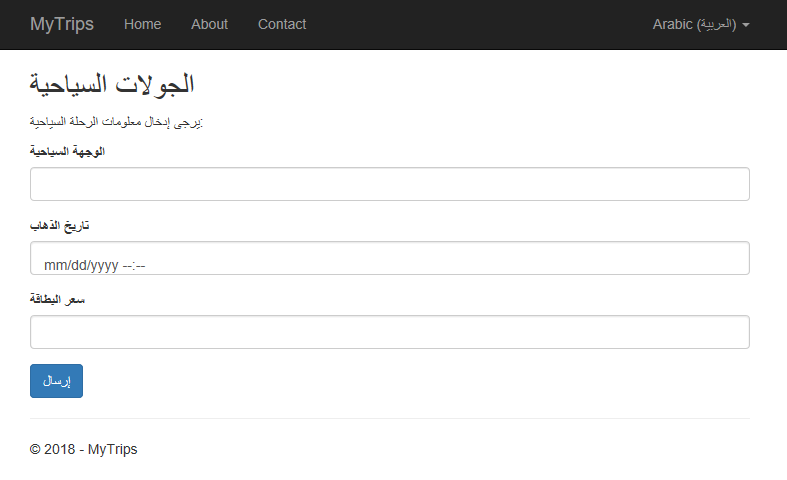 MyTrips Home About Contact Arabic (العربية)
الجولات السياحية
يرجى إدخال معلومات الرحلة السياحية:
الوجهة السياحية
تاريخ الذهاب
mm/dd/yyyy --:--
سعر البطاقة
إرسال
© 2018 - MyTrips